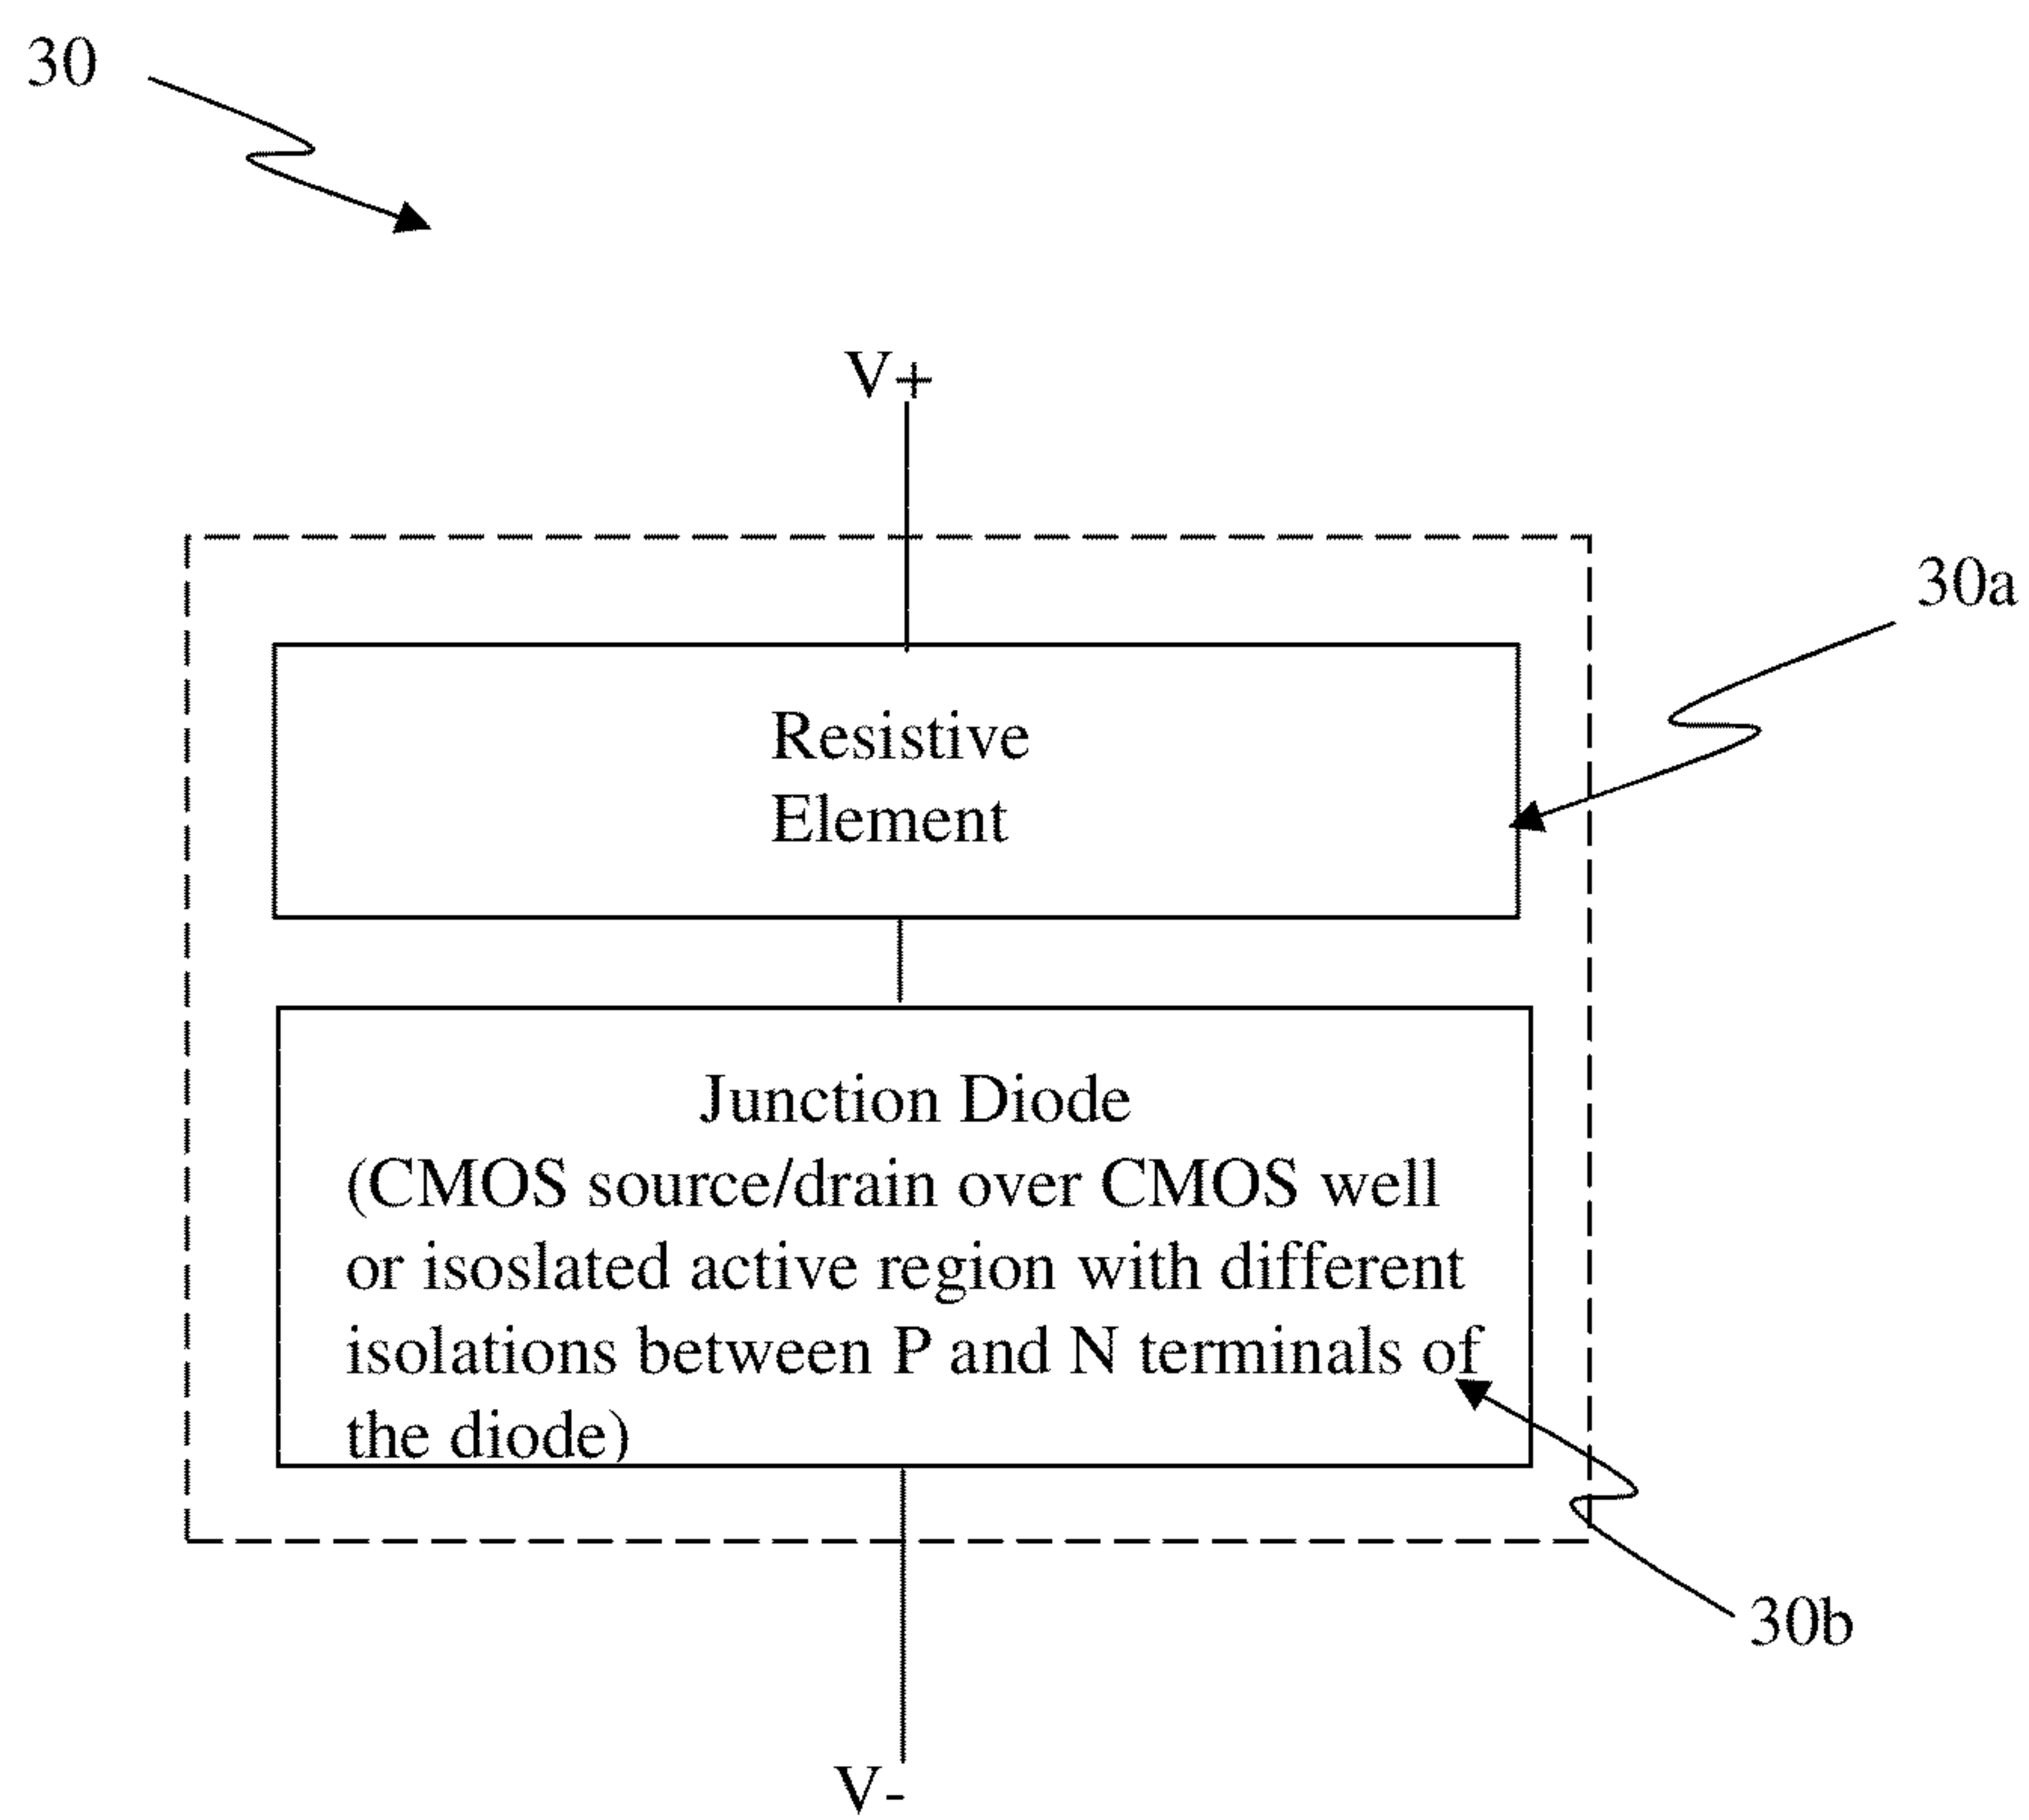 30
V+
30a
Resistive
Element
Junction Diode
(CMOS source/drain over CMOS well
or isoslated active region with different
isolations between P and N terminals of
the diode)
30b
V-